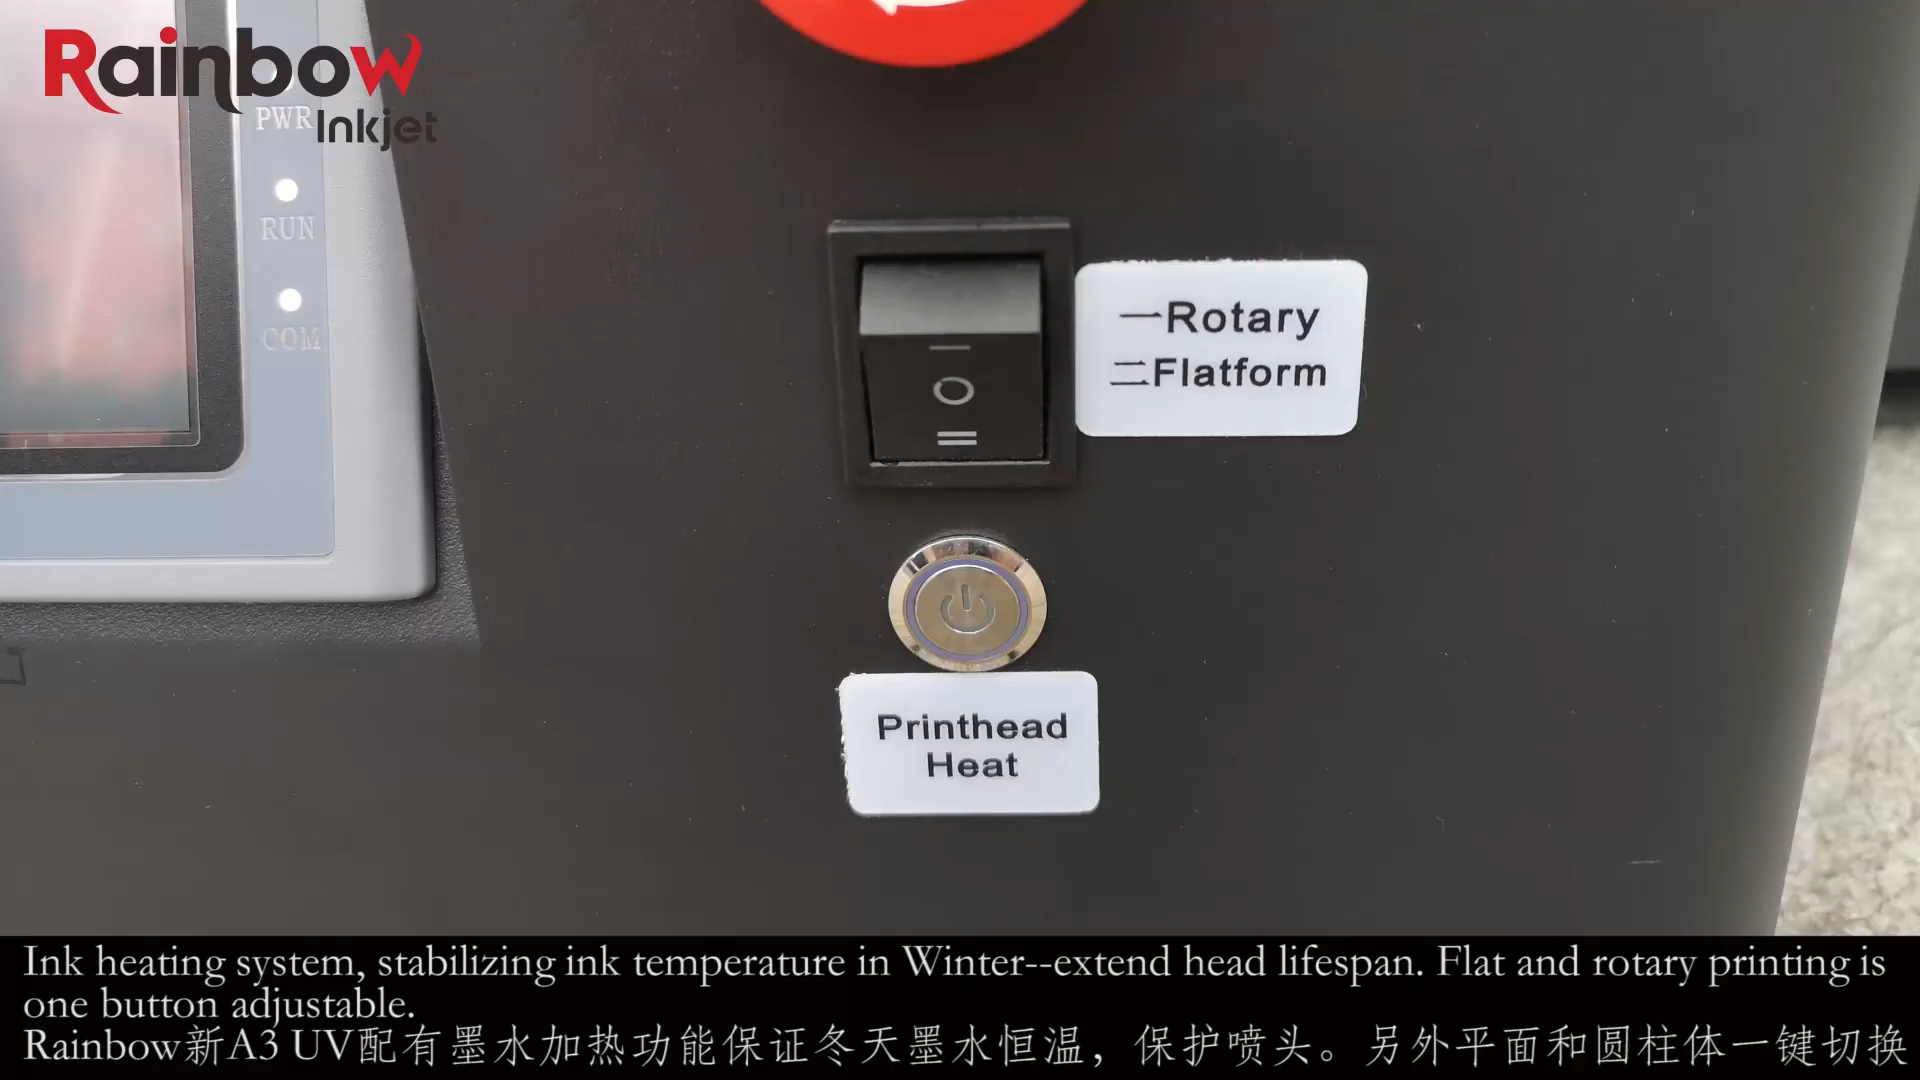 Rainbow
Inkjet
PWR
RUN
COM
一Rotary
二Flatform
Printhead
Heat
Ink heating system, stabilizing ink temperature in Winter--extend head lifespan. Flat and rotary printing is
one button adjustable.
Rainbow新A3 UV配有墨水加热功能保证冬天墨水恒温，保护喷头。另外平面和圆柱体一键切换